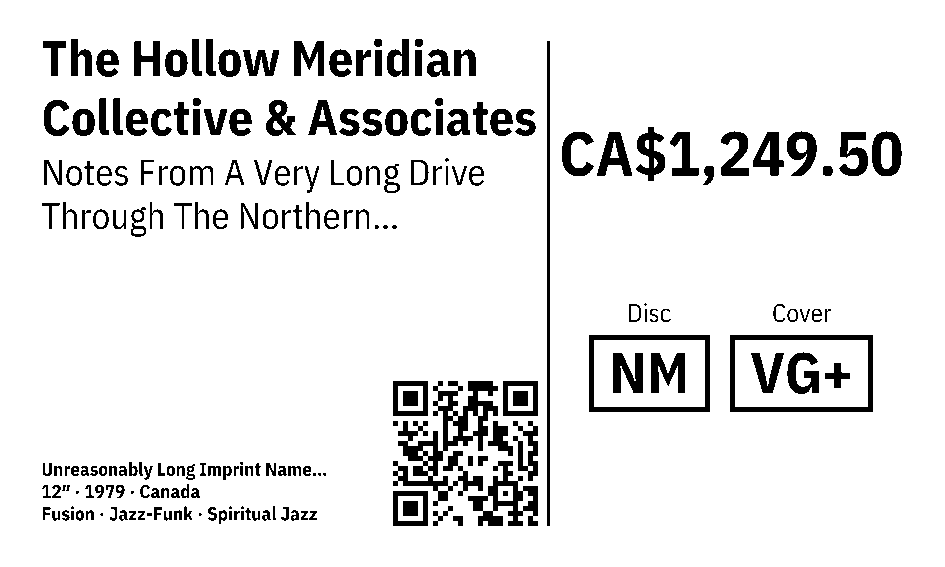 The Hollow Meridian
Collective & Associates
Notes From A Very Long Drive
Through The Northern...
CA$1,249.50
Disc
Cover
NM
VG+
Unreasonably Long Imprint Name...
12″ · 1979 · Canada
Fusion · Jazz-Funk · Spiritual Jazz